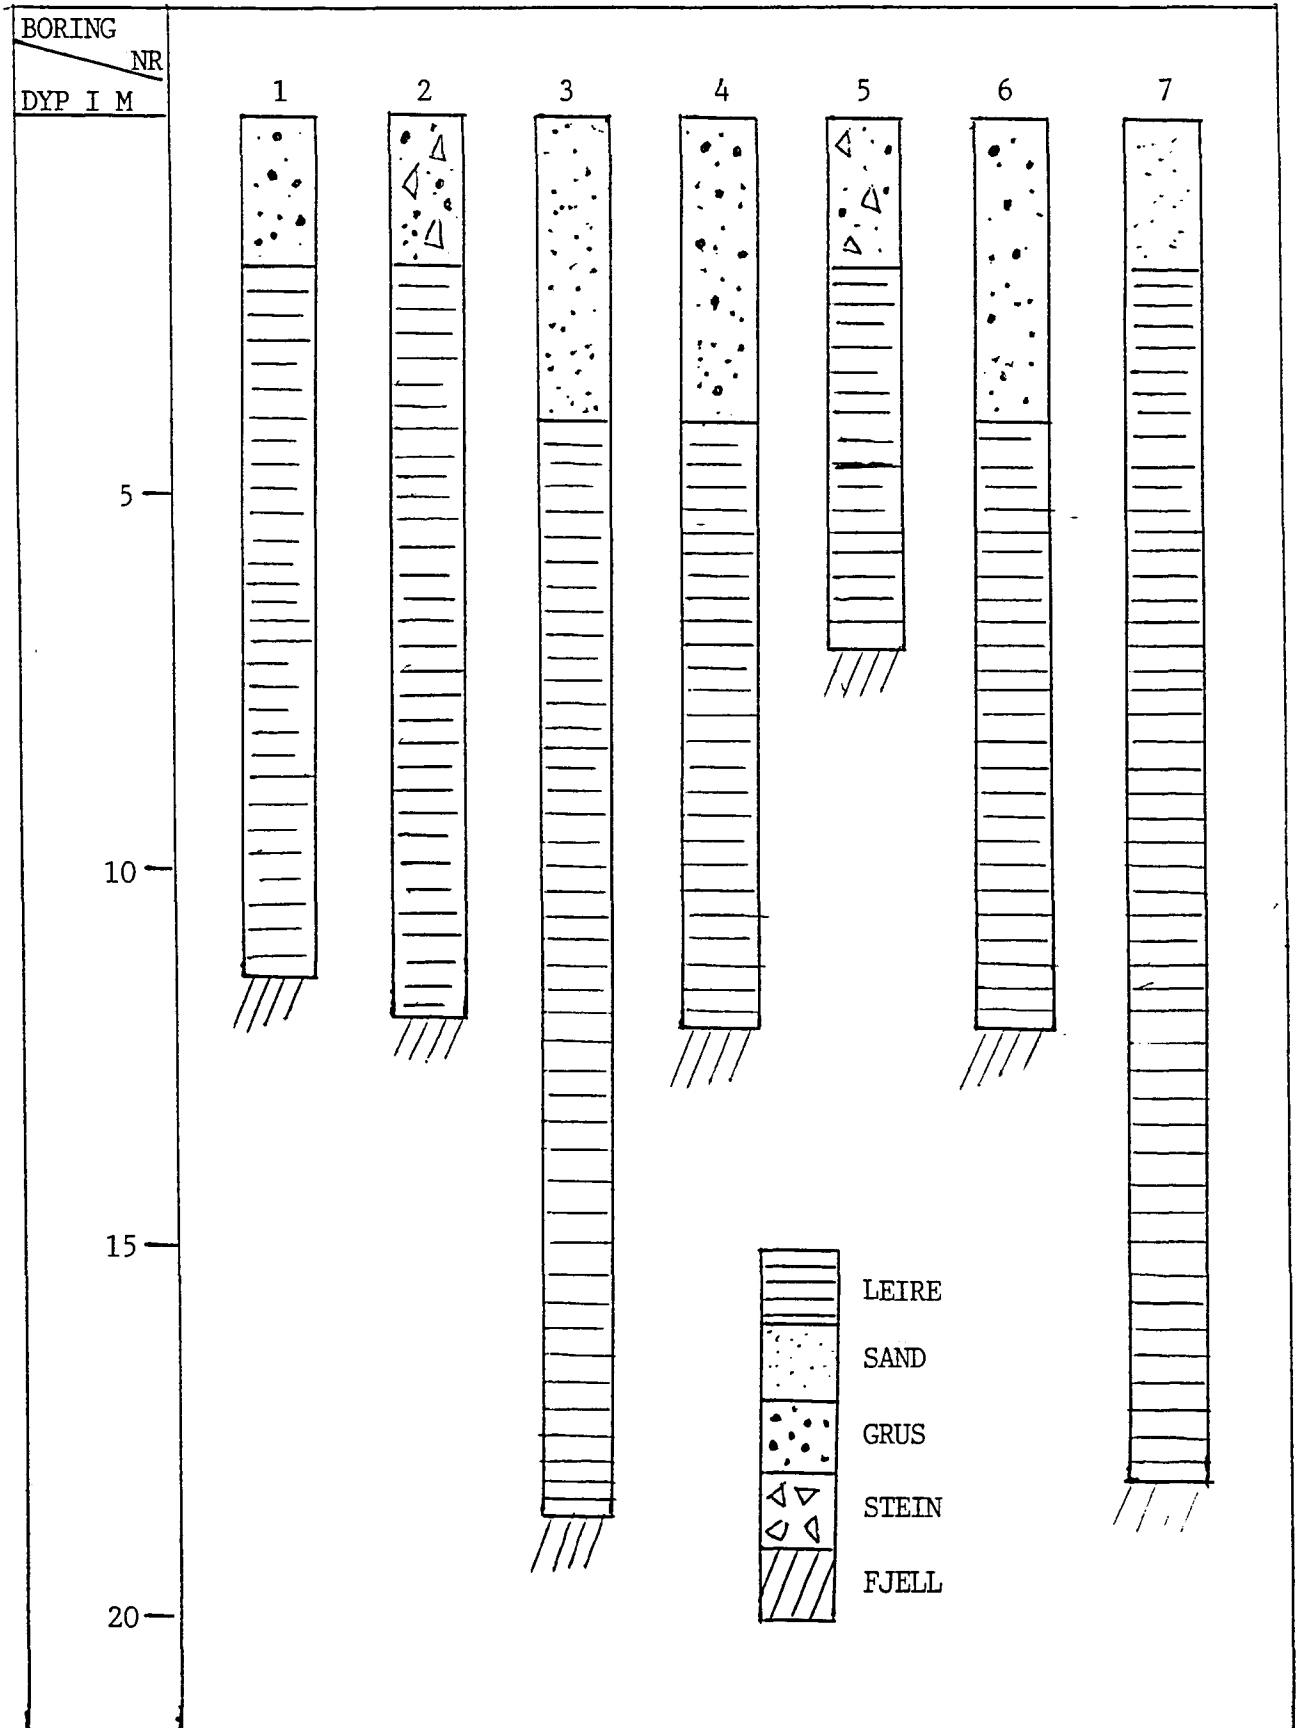 BORING
NR
DYP I M
1 2 3 4 5 6 7
5
10
15
20
LEIRE
SAND
GRUS
STEIN
FJELL